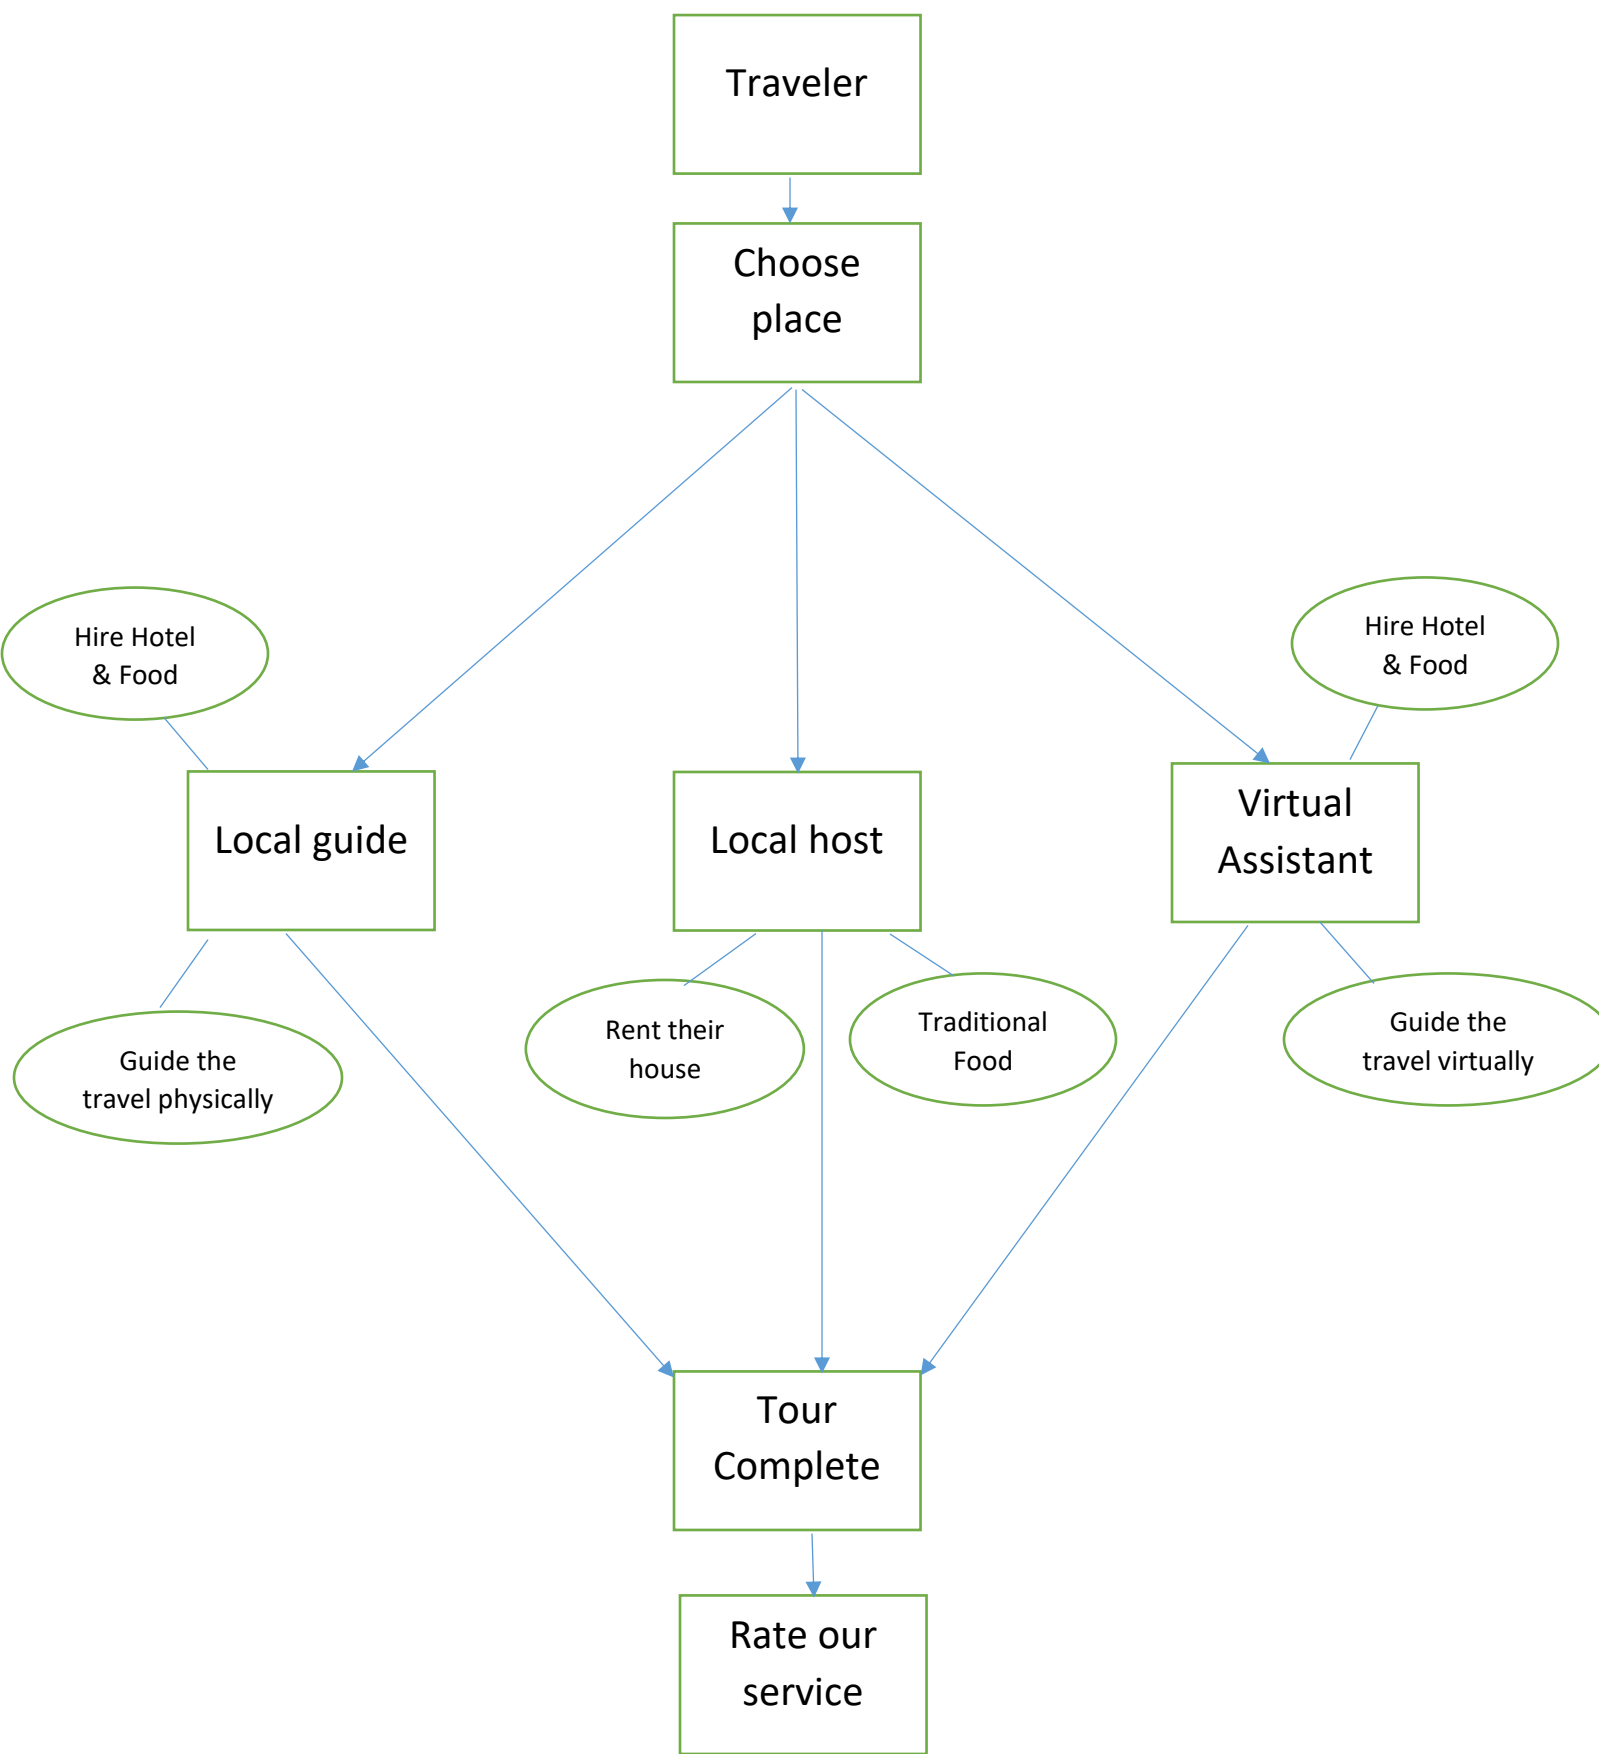 Traveler
Choose
place
Hire Hotel
& Food
Hire Hotel
& Food
Local guide
Local host
Virtual
Assistant
Guide the
travel physically
Rent their
house
Traditional
Food
Guide the
travel virtually
Tour
Complete
Rate our
service